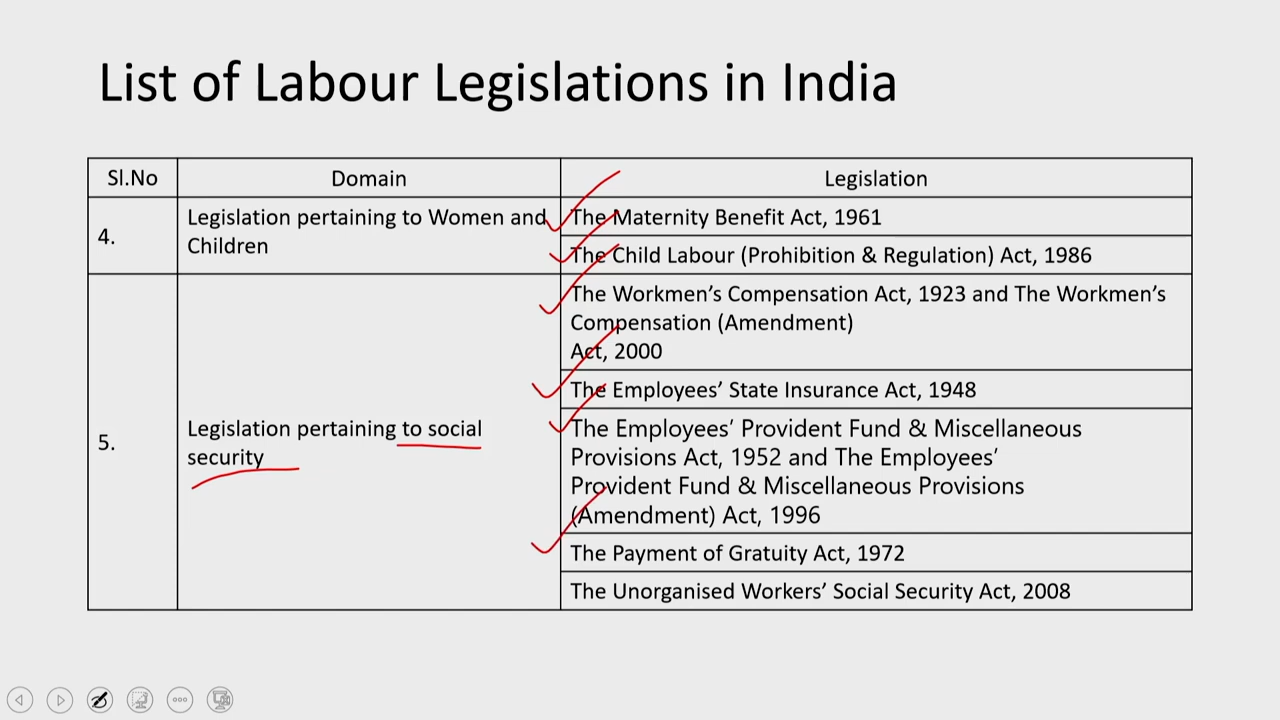 List of Labour Legislations in India
Sl.No
Domain
Legislation
4.
Legislation pertaining to Women and
Children
The Maternity Benefit Act, 1961
The Child Labour (Prohibition & Regulation) Act, 1986
5.
Legislation pertaining to social
security
The Workmen’s Compensation Act, 1923 and The Workmen’s
Compensation (Amendment)
Act, 2000
The Employees’ State Insurance Act, 1948
The Employees’ Provident Fund & Miscellaneous
Provisions Act, 1952 and The Employees’
Provident Fund & Miscellaneous Provisions
(Amendment) Act, 1996
The Payment of Gratuity Act, 1972
The Unorganised Workers’ Social Security Act, 2008